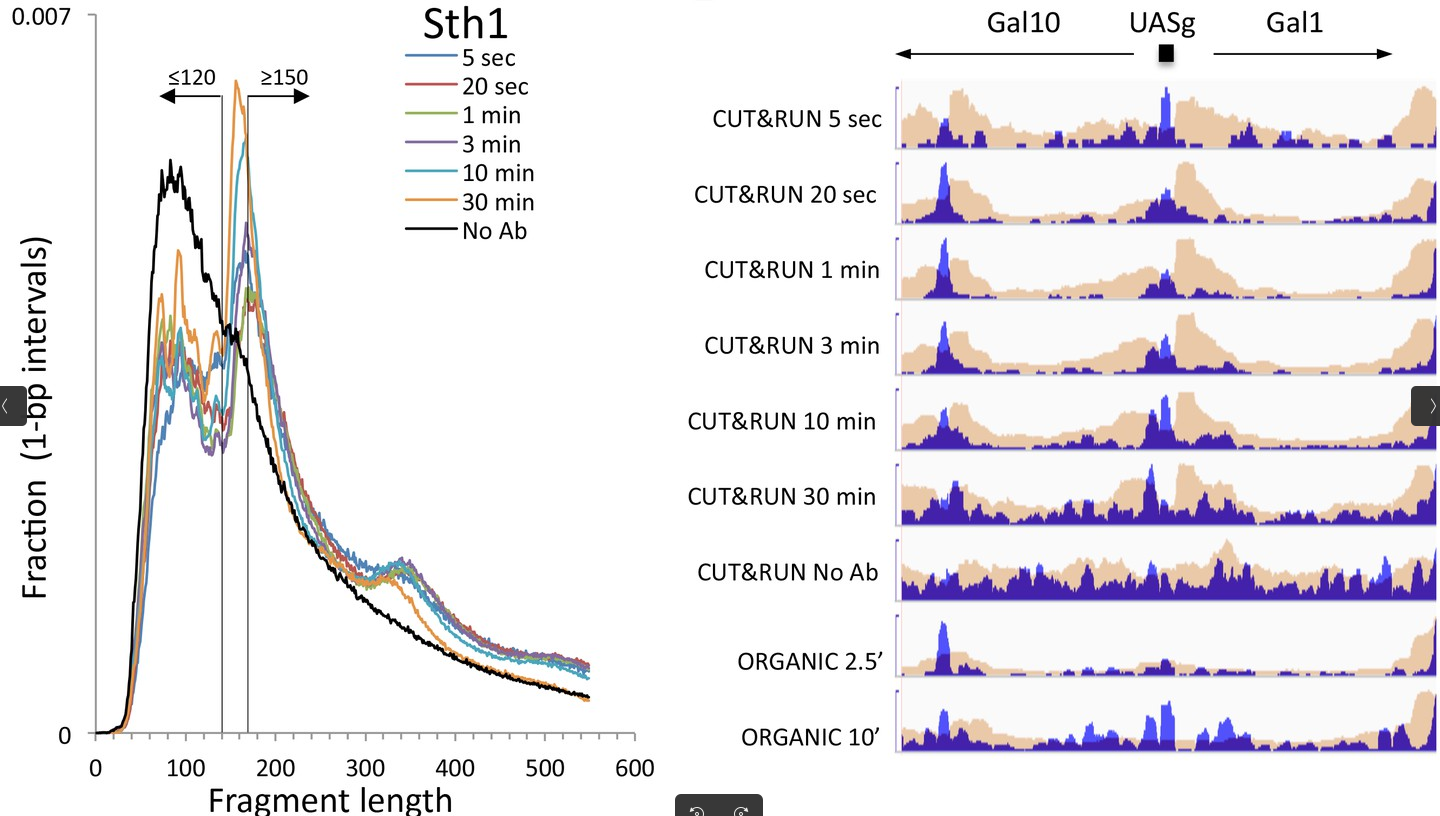 0.007
Sth1
≤120
≥150
5 sec
20 sec
1 min
3 min
10 min
30 min
No Ab
Fraction (1-bp intervals)
0
0
100
200
300
400
500
600
Fragment length
Gal10
UASg
Gal1
CUT&RUN 5 sec
CUT&RUN 20 sec
CUT&RUN 1 min
CUT&RUN 3 min
CUT&RUN 10 min
CUT&RUN 30 min
CUT&RUN No Ab
ORGANIC 2.5’
ORGANIC 10’